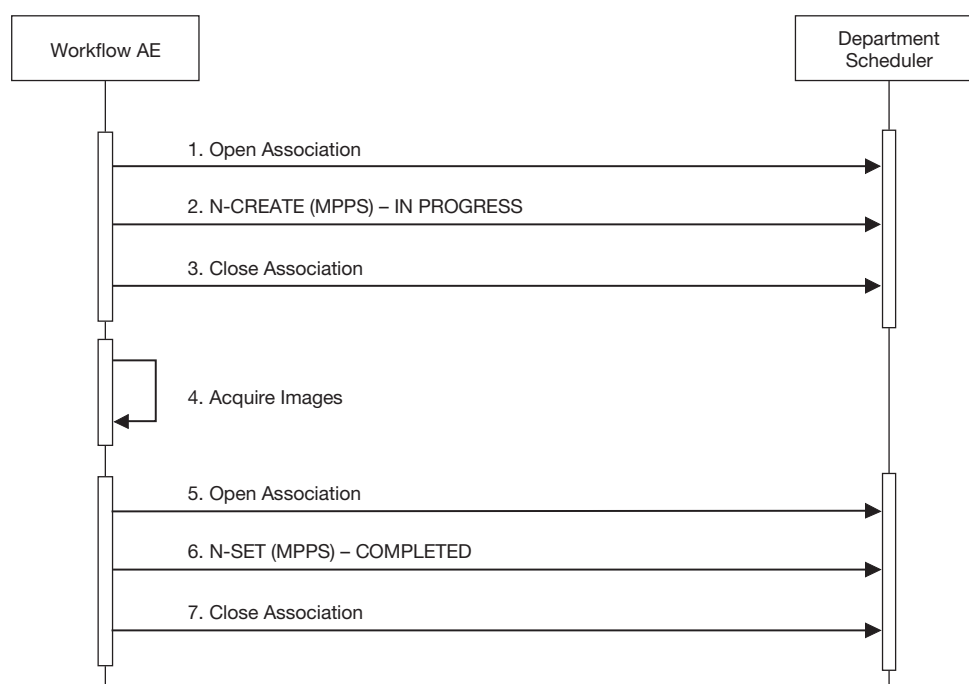 Workflow AE
Department
Scheduler
1. Open Association
2. N-CREATE (MPPS) – IN PROGRESS
3. Close Association
4. Acquire Images
5. Open Association
6. N-SET (MPPS) – COMPLETED
7. Close Association